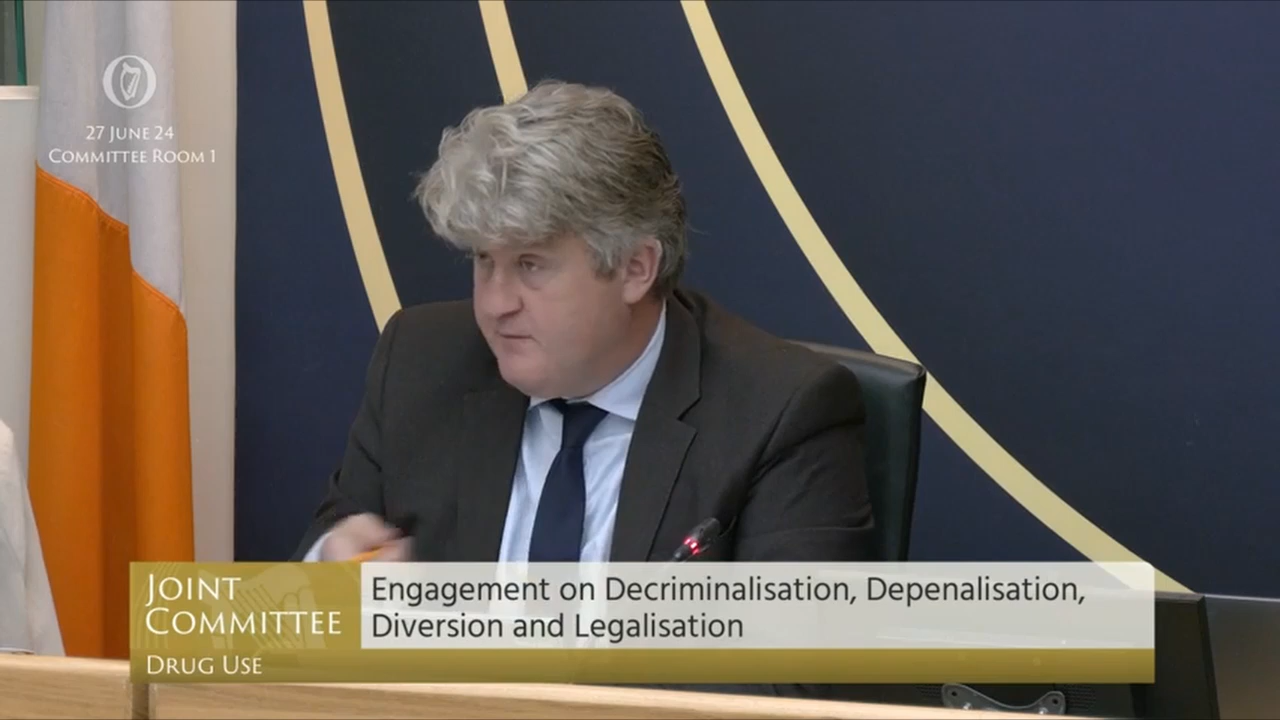 27 June 24
Committee Room 1
Joint
Committee
Engagement on Decriminalisation, Depenalisation,
Diversion and Legalisation
Drug Use